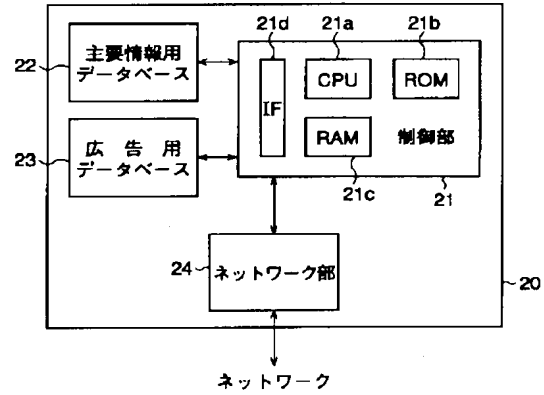 21d
21a
21b
22
主要情報用
データベース
IF
CPU
ROM
RAM
制御部
23
広告用
データベース
21c
21
24
ネットワーク部
20
ネットワーク